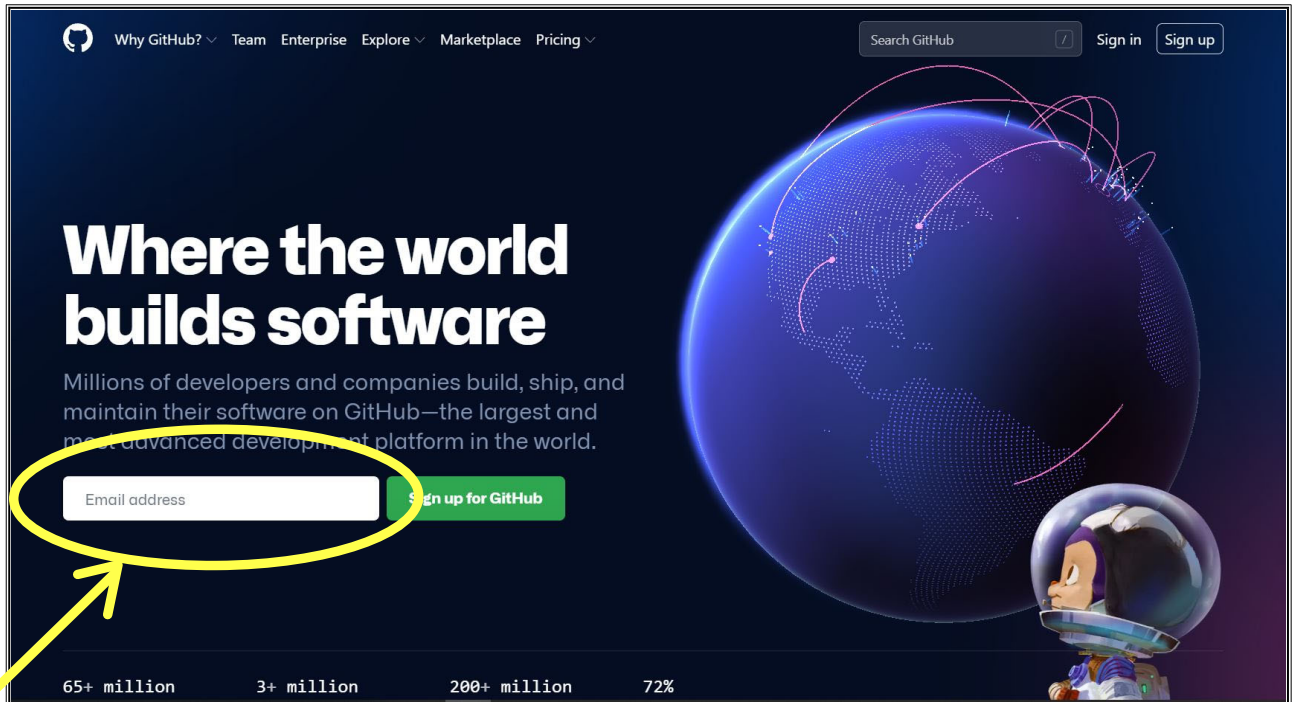 Why GitHub? Team Enterprise Explore Marketplace Pricing Search GitHub / Sign in Sign up
Where the world
builds software
Millions of developers and companies build, ship, and
maintain their software on GitHub—the largest and
most advanced development platform in the world.
Email address Sign up for GitHub
65+ million 3+ million 200+ million 72%